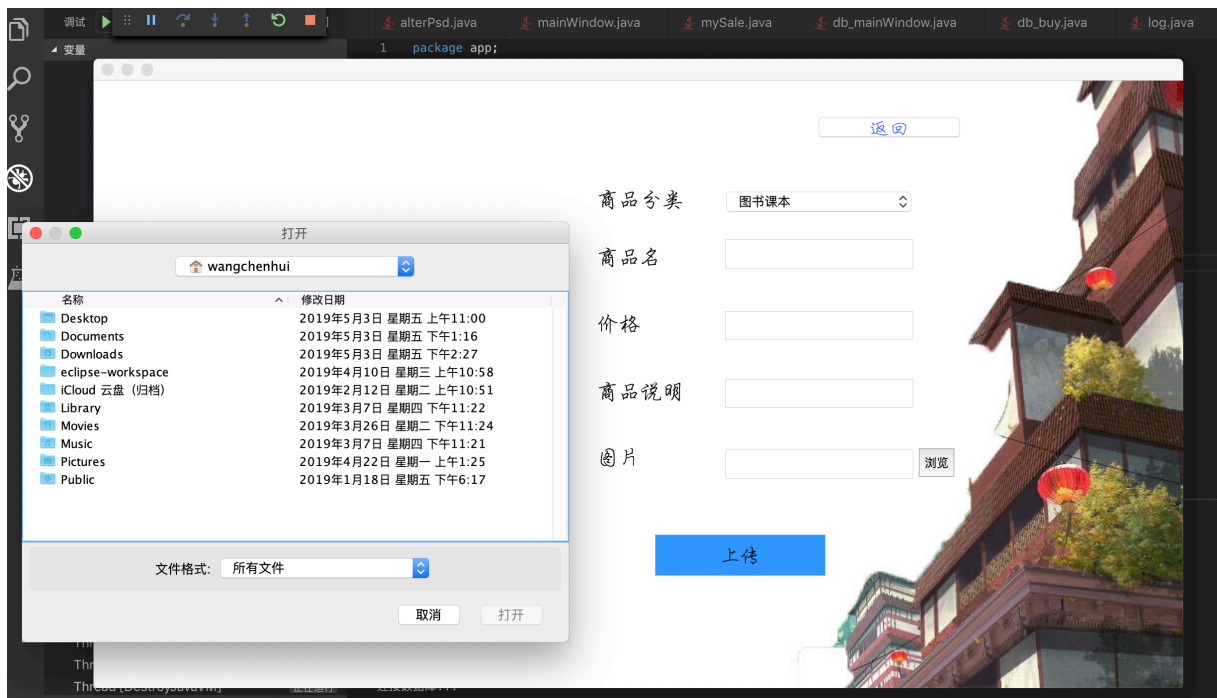 调试
alterPsd.java
mainWindow.java
mySale.java
db_mainWindow.java
db_buy.java
log.java
变量
1 package app;
返回
商品分类 图书课本
商品名
价格
商品说明
图片 浏览
上传
打开
wangchenhui
名称 修改日期
Desktop 2019年5月3日 星期五 上午11:00
Documents 2019年5月3日 星期五 下午1:16
Downloads 2019年5月3日 星期五 下午2:27
eclipse-workspace 2019年4月10日 星期三 上午10:58
iCloud 云盘（归档） 2019年2月12日 星期二 上午10:51
Library 2019年3月7日 星期四 下午11:22
Movies 2019年3月26日 星期二 下午11:24
Music 2019年3月7日 星期四 下午11:21
Pictures 2019年4月22日 星期一 上午1:25
Public 2019年1月18日 星期五 下午6:17
文件格式: 所有文件
取消 打开
Thr
Thread [DestroyJavaVM] 正在运行
连接数据库...